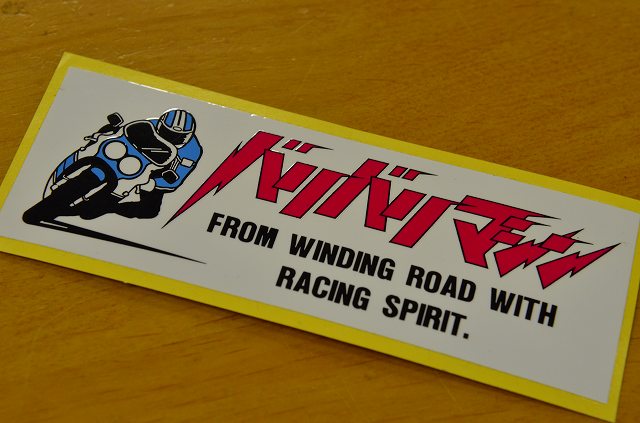 バリバリマシン
FROM WINDING ROAD WITH
RACING SPIRIT.